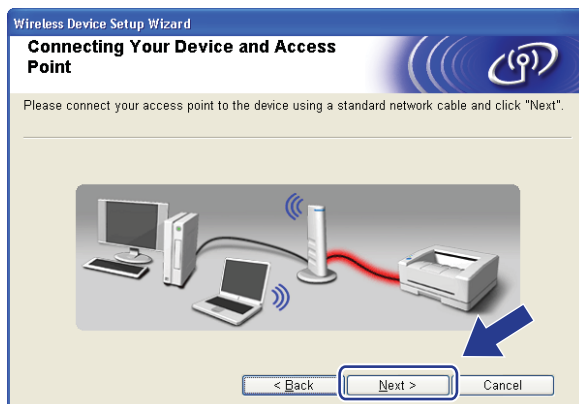 Wireless Device Setup Wizard
Connecting Your Device and Access
Point
Please connect your access point to the device using a standard network cable and click "Next".
< Back
Next >
Cancel